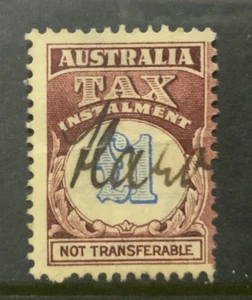 AUSTRALIA
TAX
INSTALMENT
£1
NOT TRANSFERABLE